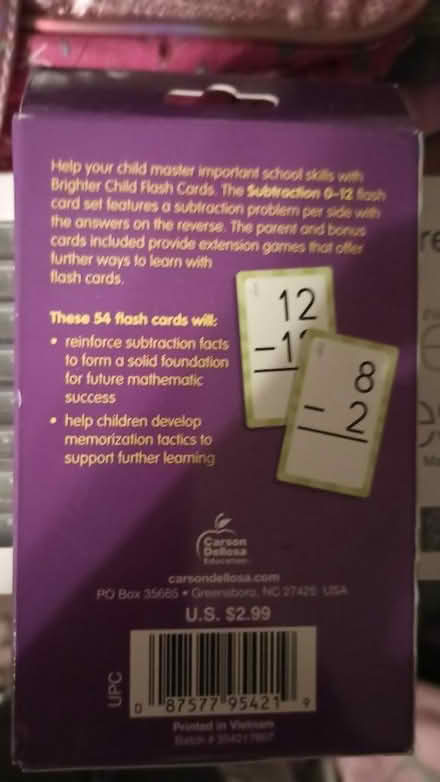 Help your child master important school skills with
Brighter Child Flash Cards. The Subtraction 0–12 flash
card set features a subtraction problem per side with
the answers on the reverse. The parent and bonus
cards included provide extension games that offer
further ways to learn with
flash cards.
These 54 flash cards will:
• reinforce subtraction facts
to form a solid foundation
for future mathematic
success
• help children develop
memorization tactics to
support further learning
12
–1
8
– 2
Carson
Dellosa
Education
carsondellosa.com
PO Box 35665 • Greensboro, NC 27425 USA
U.S. $2.99
UPC
0 87577 95421 9
Printed in Vietnam
Batch #